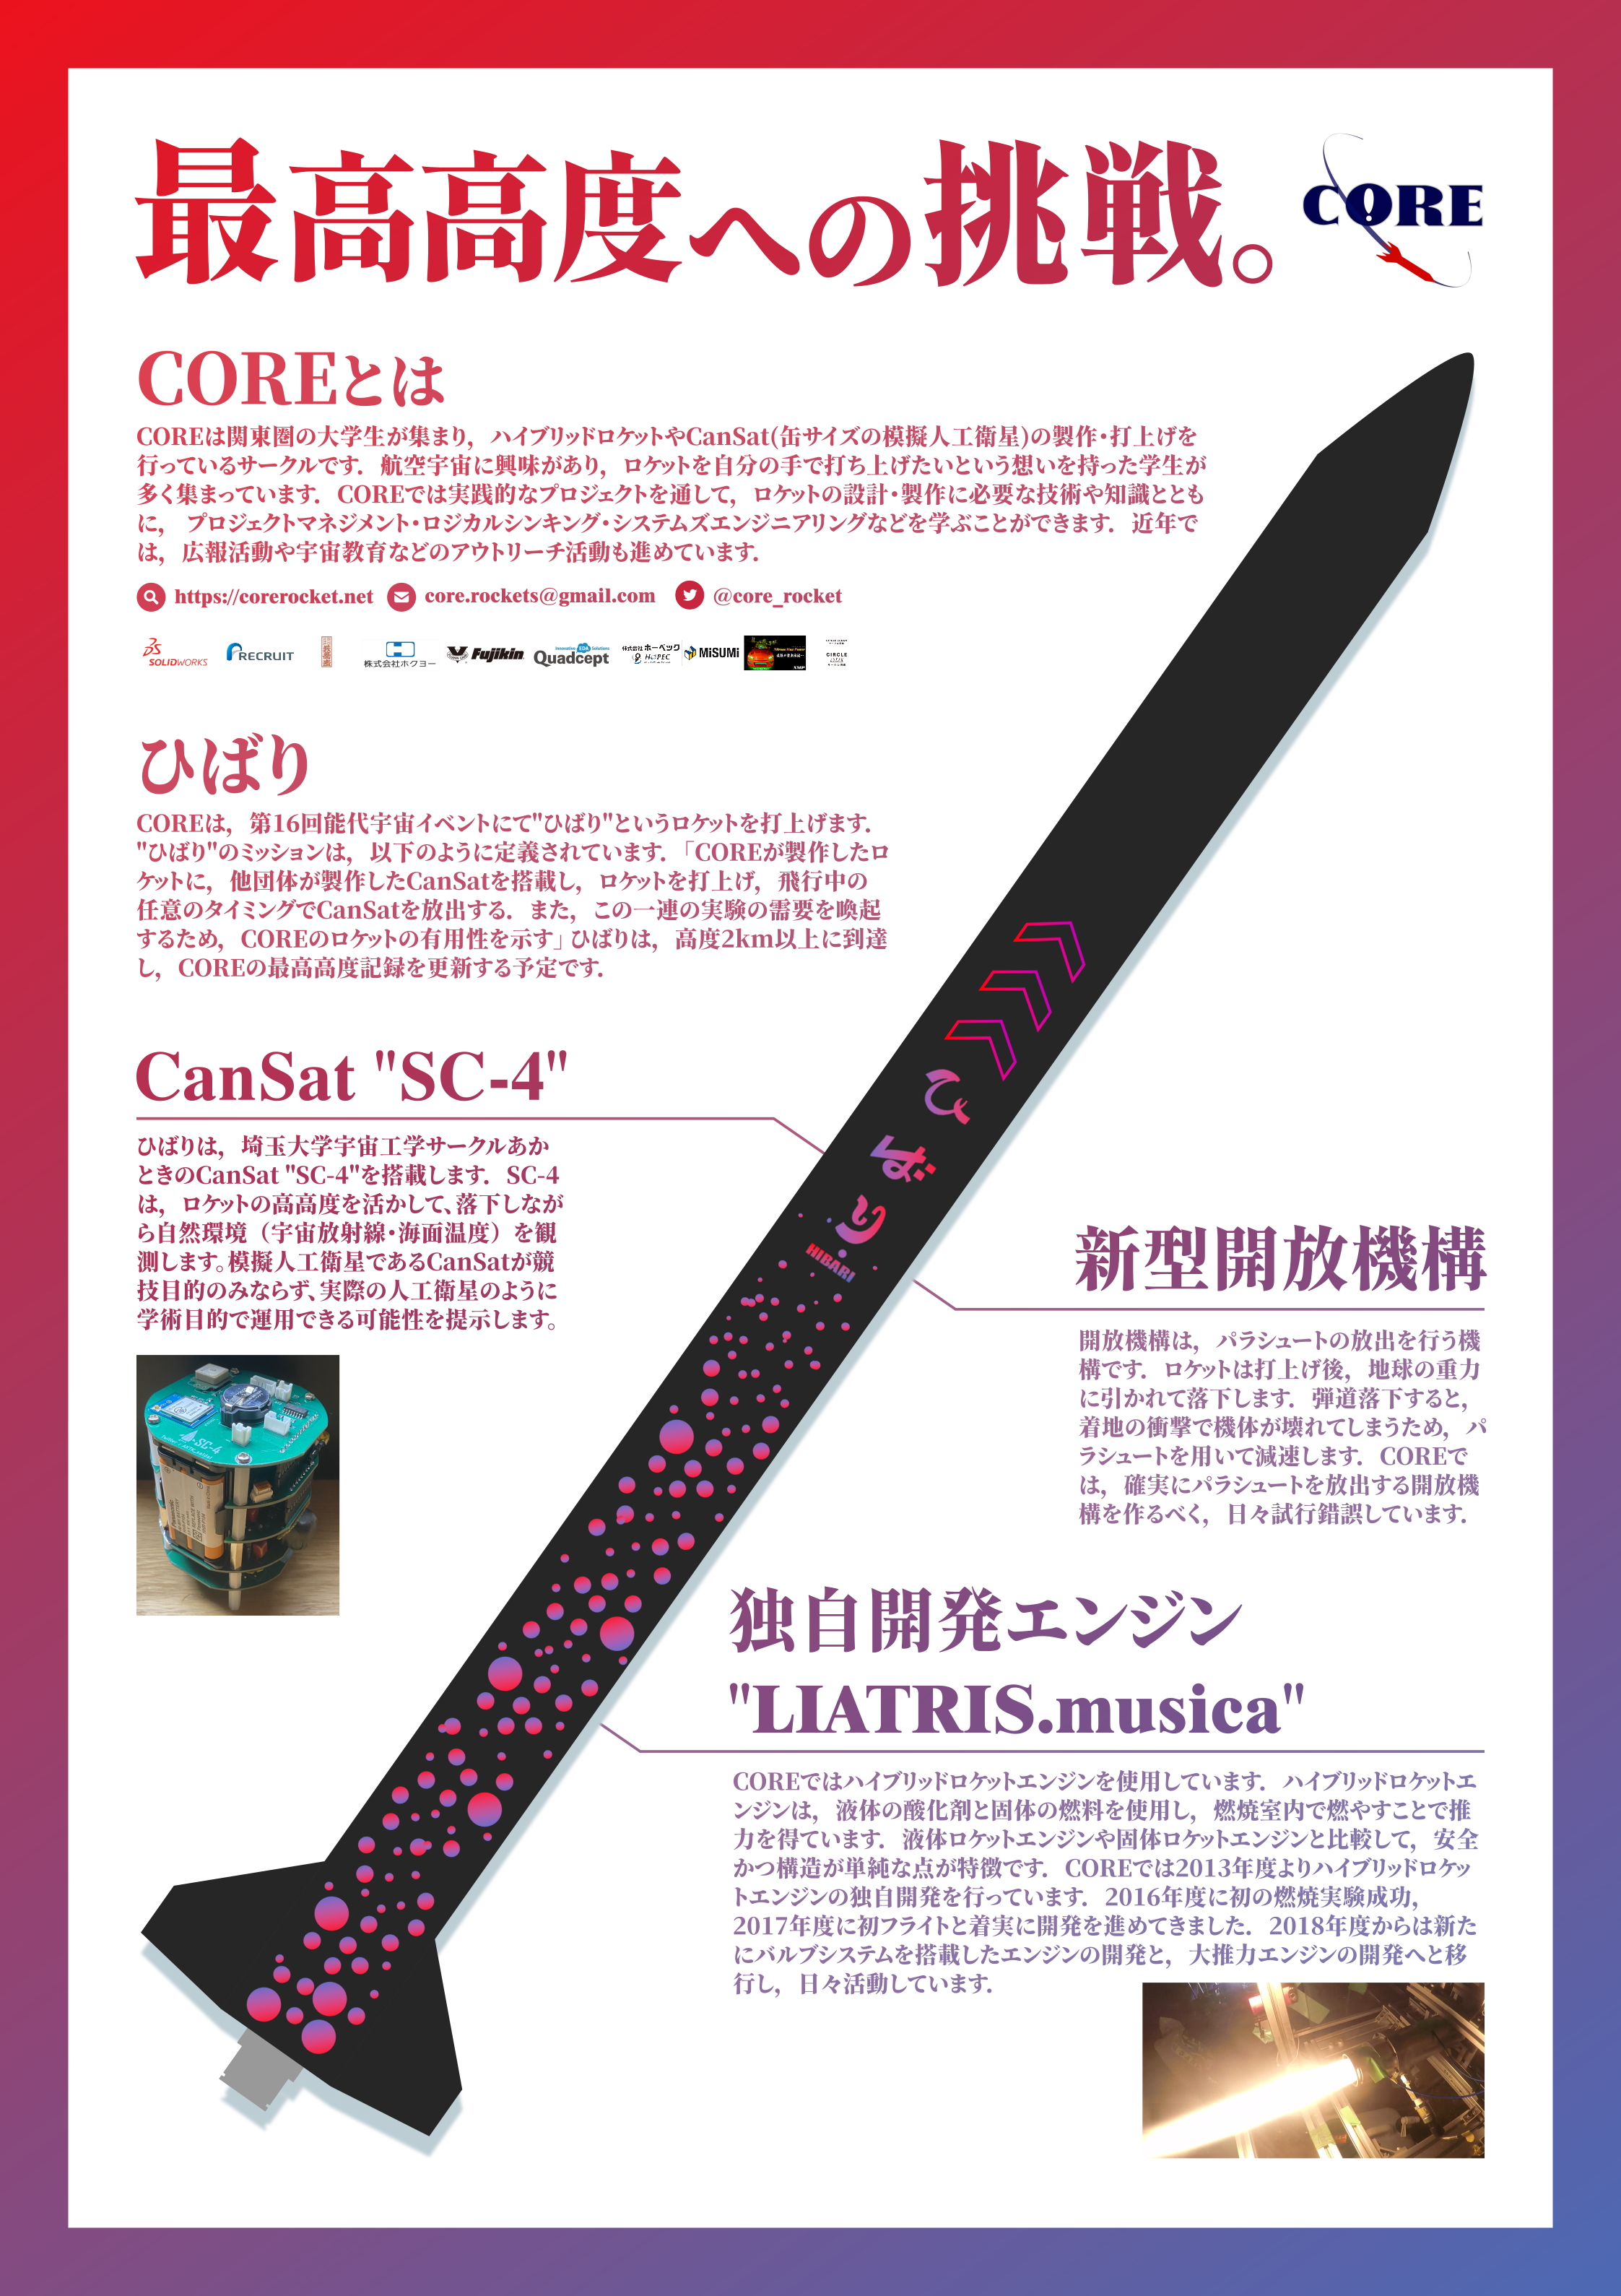 最高高度への挑戦。
CORE
COREとは
COREは関東圏の大学生が集まり，ハイブリッドロケットやCanSat(缶サイズの模擬人工衛星)の製作・打上げを
行っているサークルです．航空宇宙に興味があり，ロケットを自分の手で打ち上げたいという想いを持った学生が
多く集まっています．COREでは実践的なプロジェクトを通して，ロケットの設計・製作に必要な技術や知識ととも
に， プロジェクトマネジメント・ロジカルシンキング・システムズエンジニアリングなどを学ぶことができます．近年で
は，広報活動や宇宙教育などのアウトリーチ活動も進めています．
https://corerocket.net core.rockets@gmail.com @core_rocket
SOLIDWORKS RECRUIT 株式会社ホクヨー Fujikin Quadcept 株式会社ホーペック HoPEC MiSUMi CIRCLE
ひばり
COREは，第16回能代宇宙イベントにて"ひばり"というロケットを打上げます．
"ひばり"のミッションは，以下のように定義されています．「COREが製作したロ
ケットに，他団体が製作したCanSatを搭載し，ロケットを打上げ，飛行中の
任意のタイミングでCanSatを放出する．また，この一連の実験の需要を喚起
するため，COREのロケットの有用性を示す」ひばりは，高度2km以上に到達
し，COREの最高高度記録を更新する予定です．
ひばり
HIBARI
CanSat "SC-4"
ひばりは，埼玉大学宇宙工学サークルあか
ときのCanSat "SC-4"を搭載します．SC-4
は，ロケットの高高度を活かして、落下しなが
ら自然環境（宇宙放射線・海面温度）を観
測します。模擬人工衛星であるCanSatが競
技目的のみならず、実際の人工衛星のように
学術目的で運用できる可能性を提示します。
SC-4
新型開放機構
開放機構は，パラシュートの放出を行う機
構です．ロケットは打上げ後，地球の重力
に引かれて落下します．弾道落下すると，
着地の衝撃で機体が壊れてしまうため，パ
ラシュートを用いて減速します．COREで
は，確実にパラシュートを放出する開放機
構を作るべく，日々試行錯誤しています．
独自開発エンジン
"LIATRIS.musica"
COREではハイブリッドロケットエンジンを使用しています．ハイブリッドロケットエ
ンジンは，液体の酸化剤と固体の燃料を使用し，燃焼室内で燃やすことで推
力を得ています．液体ロケットエンジンや固体ロケットエンジンと比較して，安全
かつ構造が単純な点が特徴です．COREでは2013年度よりハイブリッドロケッ
トエンジンの独自開発を行っています．2016年度に初の燃焼実験成功，
2017年度に初フライトと着実に開発を進めてきました．2018年度からは新た
にバルブシステムを搭載したエンジンの開発と，大推力エンジンの開発へと移
行し，日々活動しています．